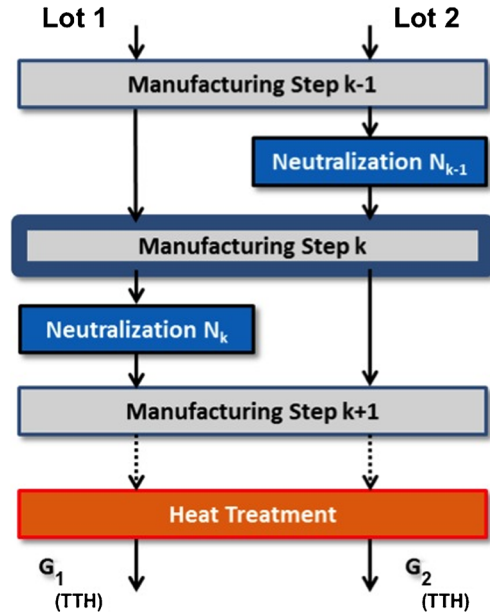 Lot 1 Lot 2
Manufacturing Step k-1
Neutralization Nk-1
Manufacturing Step k
Neutralization Nk
Manufacturing Step k+1
Heat Treatment
G1 G2
(TTH) (TTH)